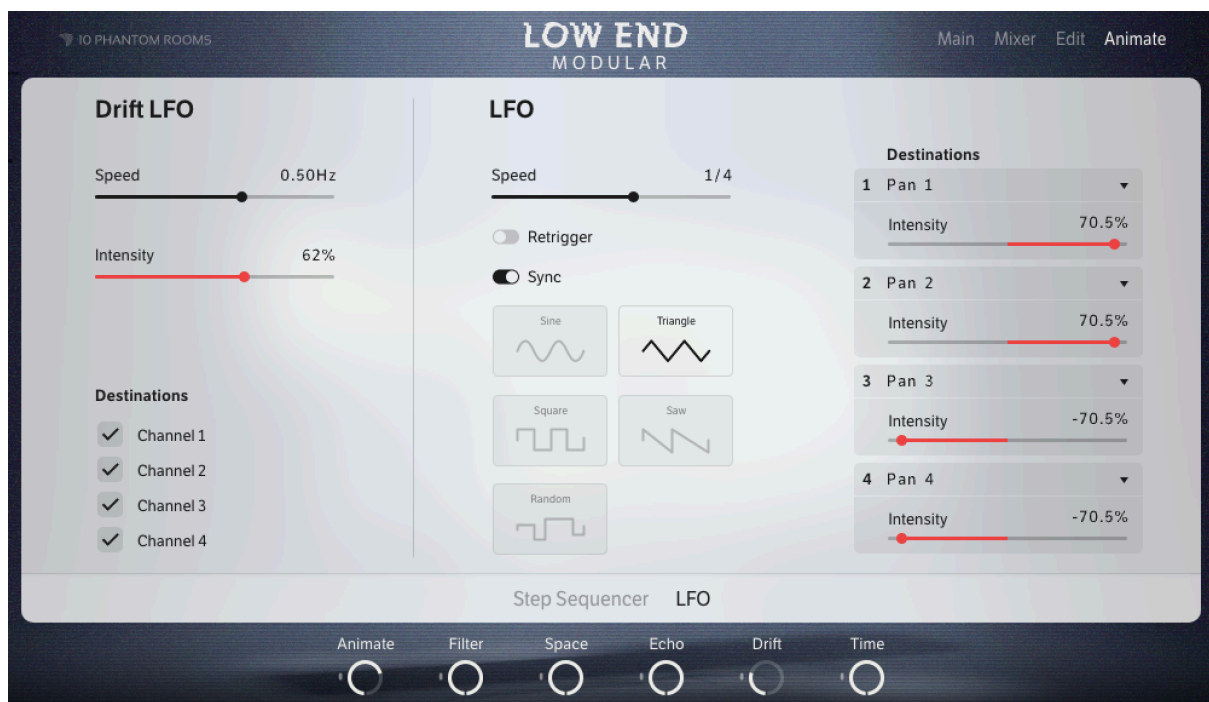 10 PHANTOM ROOMS
LOW END
MODULAR
Main Mixer Edit Animate
Drift LFO
Speed 0.50Hz
Intensity 62%
Destinations
Channel 1
Channel 2
Channel 3
Channel 4
LFO
Speed 1/4
Retrigger
Sync
Sine Triangle
Square Saw
Random
Destinations
1 Pan 1
Intensity 70.5%
2 Pan 2
Intensity 70.5%
3 Pan 3
Intensity -70.5%
4 Pan 4
Intensity -70.5%
Step Sequencer LFO
Animate Filter Space Echo Drift Time